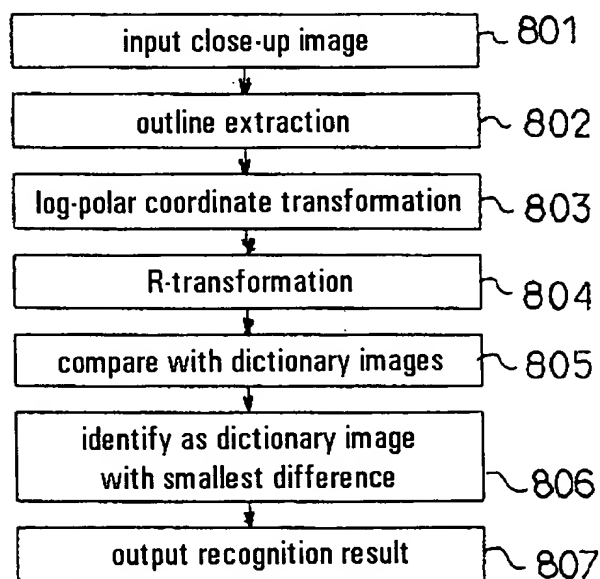 input close-up image 801
outline extraction 802
log-polar coordinate transformation 803
R-transformation 804
compare with dictionary images 805
identify as dictionary image
with smallest difference 806
output recognition result 807